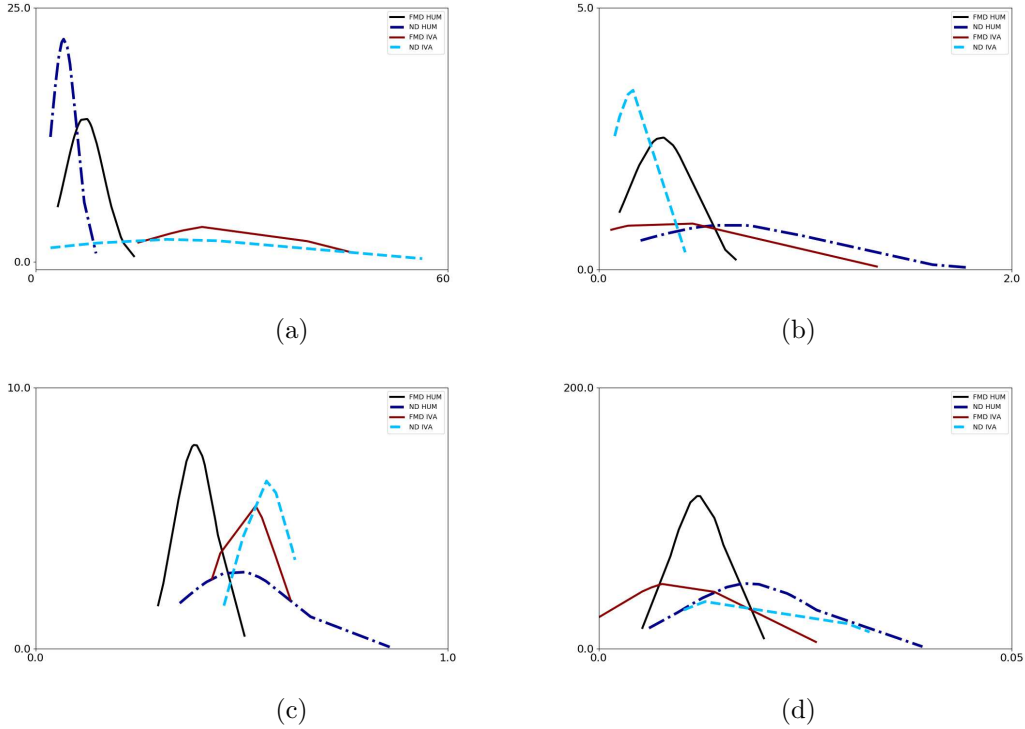 25.0
FMD HUM
ND HUM
FMD IVA
ND IVA
0.0
0
60
(a)
5.0
FMD HUM
ND HUM
FMD IVA
ND IVA
0.0
0.0
2.0
(b)
10.0
FMD HUM
ND HUM
FMD IVA
ND IVA
0.0
0.0
1.0
(c)
200.0
FMD HUM
ND HUM
FMD IVA
ND IVA
0.0
0.0
0.05
(d)